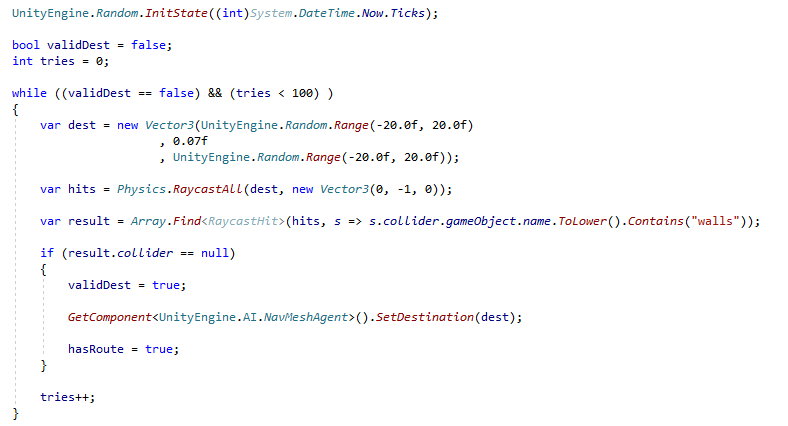 UnityEngine.Random.InitState((int)System.DateTime.Now.Ticks);
bool validDest = false;
int tries = 0;
while ((validDest == false) && (tries < 100) )
{
var dest = new Vector3(UnityEngine.Random.Range(-20.0f, 20.0f)
, 0.07f
, UnityEngine.Random.Range(-20.0f, 20.0f));
var hits = Physics.RaycastAll(dest, new Vector3(0, -1, 0));
var result = Array.Find<RaycastHit>(hits, s => s.collider.gameObject.name.ToLower().Contains("walls"));
if (result.collider == null)
{
validDest = true;
GetComponent<UnityEngine.AI.NavMeshAgent>().SetDestination(dest);
hasRoute = true;
}
tries++;
}